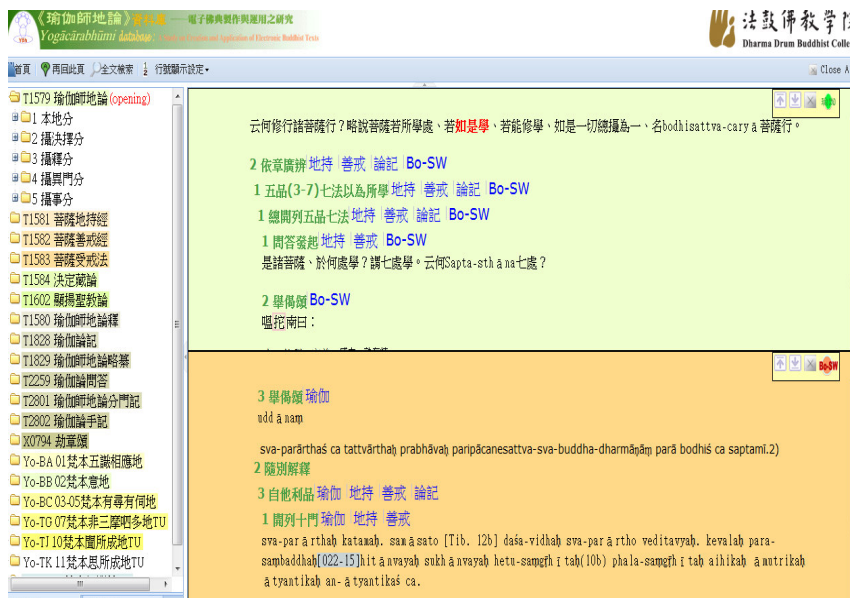 《瑜伽師地論》資料庫 ——電子佛典製作與運用之研究
Yogācārabhūmi database: Creation and Application of Electronic Buddhist Texts
法鼓佛教學院
Dharma Drum Buddhist Colle
首頁 再回此頁 全文檢索 行號顯示設定
Close A
T1579 瑜伽師地論(opening)
1 本地分
2 攝決擇分
3 攝釋分
4 攝異門分
5 攝事分
T1581 菩薩地持經
T1582 菩薩善戒經
T1583 菩薩受戒法
T1584 決定藏論
T1602 顯揚聖教論
T1580 瑜伽師地論釋
T1828 瑜伽論記
T1829 瑜伽師地論略纂
T2259 瑜伽論問答
T2801 瑜伽師地論分門記
T2802 瑜伽論手記
X0794 劫章頌
Yo-BA 01梵本五識相應地
Yo-BB 02梵本意地
Yo-BC 03-05梵本有尋有伺地
Yo-TG 07梵本非三摩呬多地TU
Yo-TJ 10梵本聞所成地TU
Yo-TK 11梵本思所成地TU
云何修行諸菩薩行？略說菩薩若所學處、若如是學、若能修學、如是一切總攝為一、名bodhisattva-caryā菩薩行。
2 依章廣辨 地持 |善戒 |論記 |Bo-SW
1 五品(3-7)七法以為所學 地持 |善戒 |論記 |Bo-SW
1 總開列五品七法 地持 |善戒 |論記 |Bo-SW
1 問答發起 地持 |善戒 |Bo-SW
是諸菩薩、於何處學？謂七處學。云何Sapta-sthāna七處？
2 舉偈頌 Bo-SW
嗢拕南曰：
Bo-SW
3 舉偈頌 瑜伽
uddānaṃ
sva-parārthaś ca tattvārthaḥ prabhāvaḥ paripācanesattva-sva-buddha-dharmāṇāṃ parā bodhiś ca saptamī.2)
2 隨別解釋
3 自他利品 瑜伽 |地持 |善戒 |論記
1 開列十門 瑜伽 |地持 |善戒
sva-parārthaḥ katamaḥ. samāsato [Tib. 12b] daśa-vidhaḥ sva-parārtho veditavyaḥ. kevalaḥ para-
saṃbaddhaḥ[022-15]hitānvayaḥ sukhānvayaḥ hetu-saṃgṛhītaḥ(10b) phala-saṃgṛhītaḥ aihikaḥ āmutrikaḥ
ātyantikaḥ an-ātyantikaś ca.